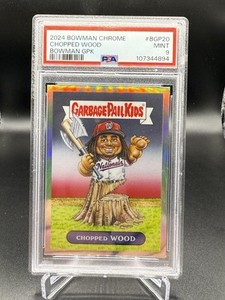 2024 BOWMAN CHROME #BGP20
CHOPPED WOOD MINT
BOWMAN GPK PSA 9
107344894
GARBAGE PAIL KIDS
Nationals
CHOPPED WOOD